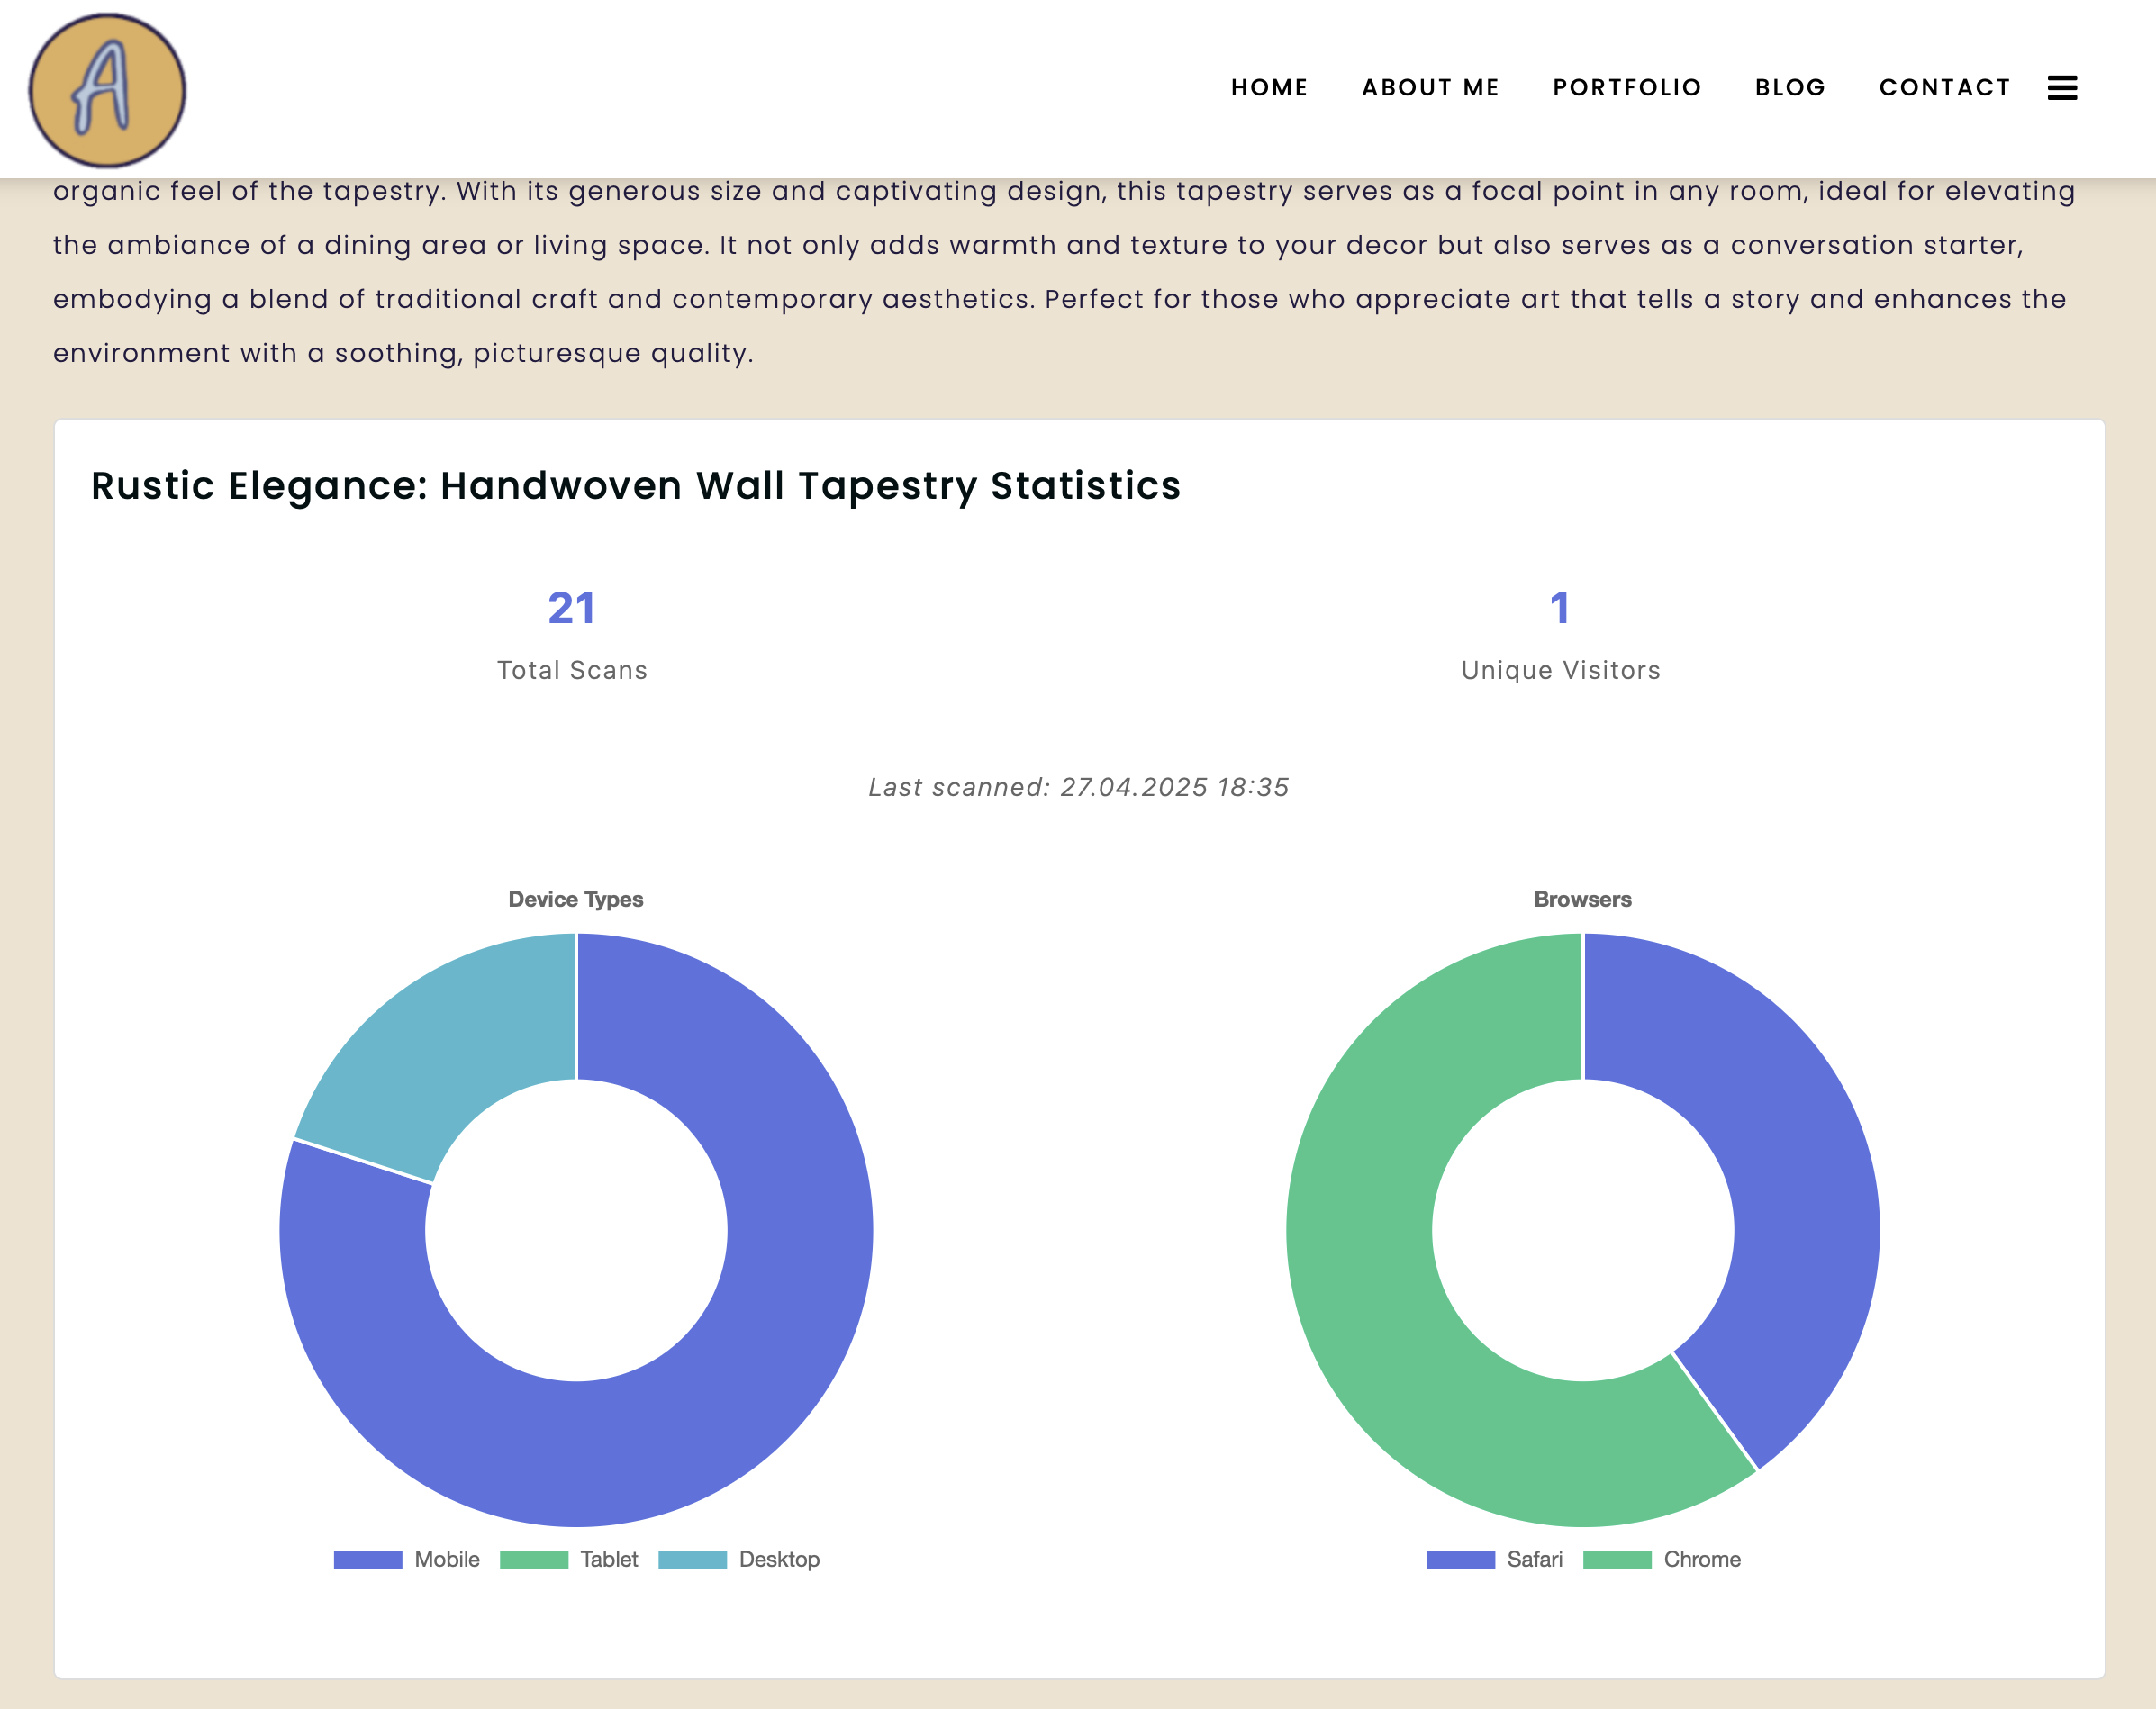 A
HOME ABOUT ME PORTFOLIO BLOG CONTACT
organic feel of the tapestry. With its generous size and captivating design, this tapestry serves as a focal point in any room, ideal for elevating
the ambiance of a dining area or living space. It not only adds warmth and texture to your decor but also serves as a conversation starter,
embodying a blend of traditional craft and contemporary aesthetics. Perfect for those who appreciate art that tells a story and enhances the
environment with a soothing, picturesque quality.
Rustic Elegance: Handwoven Wall Tapestry Statistics
21
Total Scans
1
Unique Visitors
Last scanned: 27.04.2025 18:35
Device Types
Mobile Tablet Desktop
Browsers
Safari Chrome